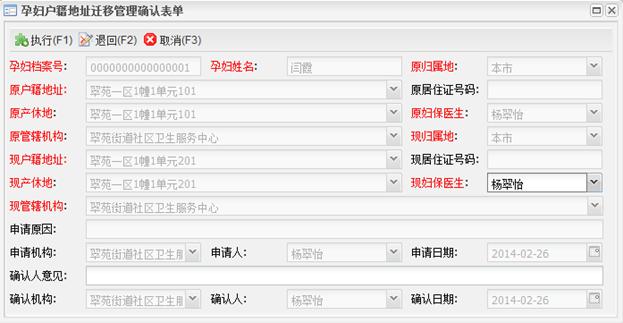 孕妇户籍地址迁移管理确认表单
执行(F1) 退回(F2) 取消(F3)
孕妇档案号: 0000000000000001 孕妇姓名: 闫霞 原归属地: 本市
原户籍地址: 翠苑一区1幢1单元101 原居住证号码:
原产休地: 翠苑一区1幢1单元101 原妇保医生: 杨翠怡
原管辖机构: 翠苑街道社区卫生服务中心 现归属地: 本市
现户籍地址: 翠苑一区1幢1单元201 现居住证号码:
现产休地: 翠苑一区1幢1单元201 现妇保医生: 杨翠怡
现管辖机构: 翠苑街道社区卫生服务中心
申请原因:
申请机构: 翠苑街道社区卫生服 申请人: 杨翠怡 申请日期: 2014-02-26
确认人意见:
确认机构: 翠苑街道社区卫生服 确认人: 杨翠怡 确认日期: 2014-02-26